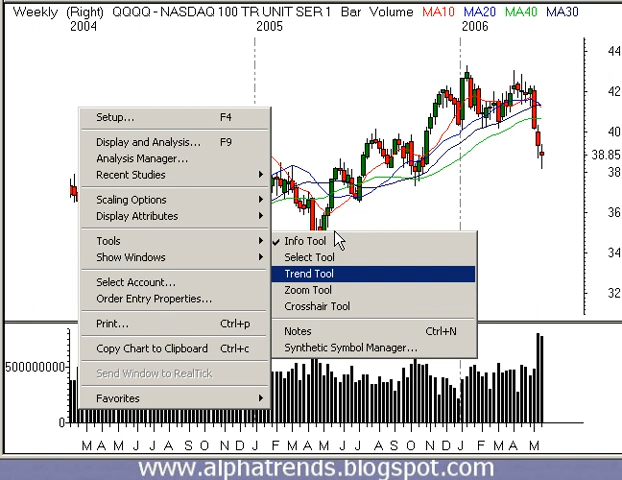 Weekly (Right) QQQQ - NASDAQ 100 TR UNIT SER 1 Bar Volume MA10 MA20 MA40 MA30
2004 2005 2006
44
42
40
38.85
38
36
34
32
Setup... F4
Display and Analysis... F9
Analysis Manager...
Recent Studies
Scaling Options
Display Attributes
Tools
Show Windows
Select Account...
Order Entry Properties...
Print... Ctrl+p
Copy Chart to Clipboard Ctrl+c
Send Window to RealTick
Favorites
Info Tool
Select Tool
Trend Tool
Zoom Tool
Crosshair Tool
Notes Ctrl+N
Synthetic Symbol Manager...
500000000
0
M A M J J A S O N D J F M A M J J A S O N D J F M A M
www.alphatrends.blogspot.com